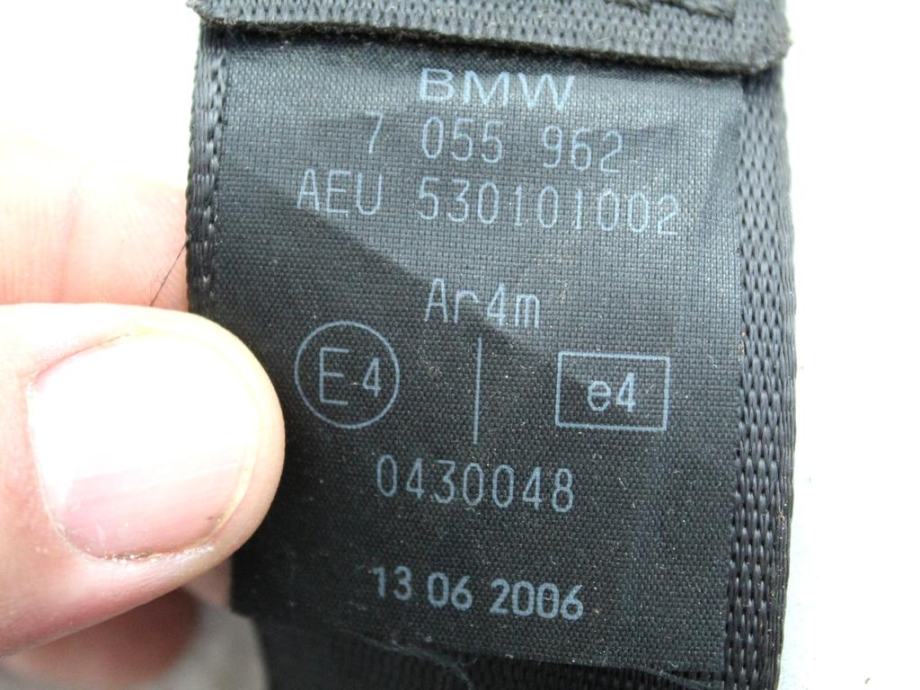 BMW
7 055 962
AEU 530101002
Ar4m
E4 e4
0430048
13 06 2006